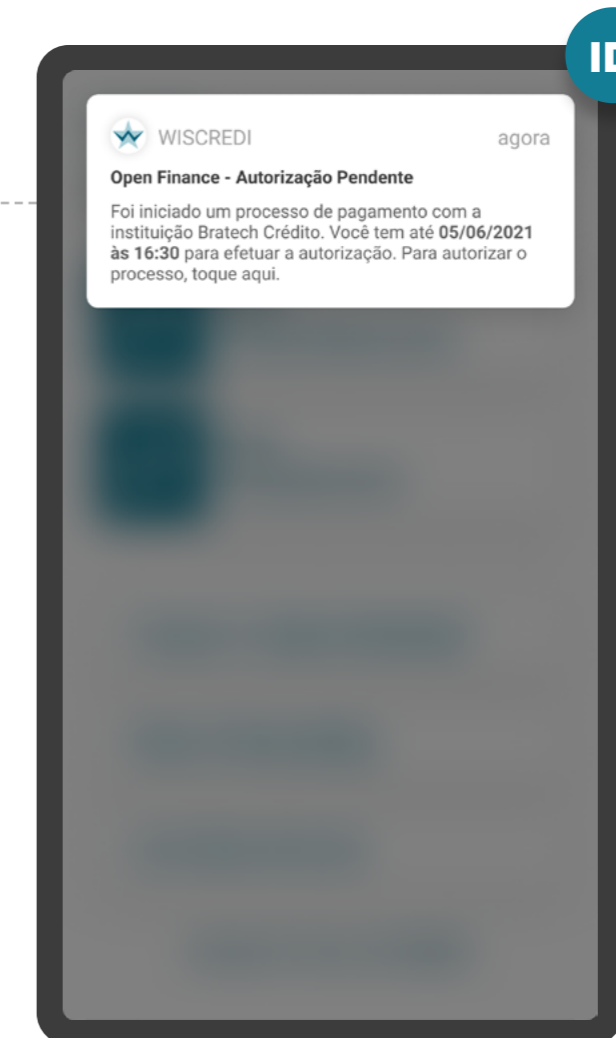 ID
WISCREDI agora
Open Finance - Autorização Pendente
Foi iniciado um processo de pagamento com a
instituição Bratech Crédito. Você tem até 05/06/2021
às 16:30 para efetuar a autorização. Para autorizar o
processo, toque aqui.